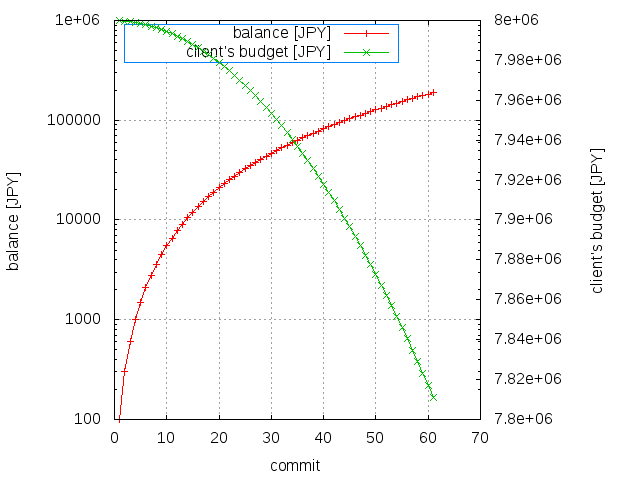 1e+06
100000
10000
1000
100
balance [JPY]
balance [JPY]
client's budget [JPY]
8e+06
7.98e+06
7.96e+06
7.94e+06
7.92e+06
7.9e+06
7.88e+06
7.86e+06
7.84e+06
7.82e+06
7.8e+06
client's budget [JPY]
0 10 20 30 40 50 60 70
commit